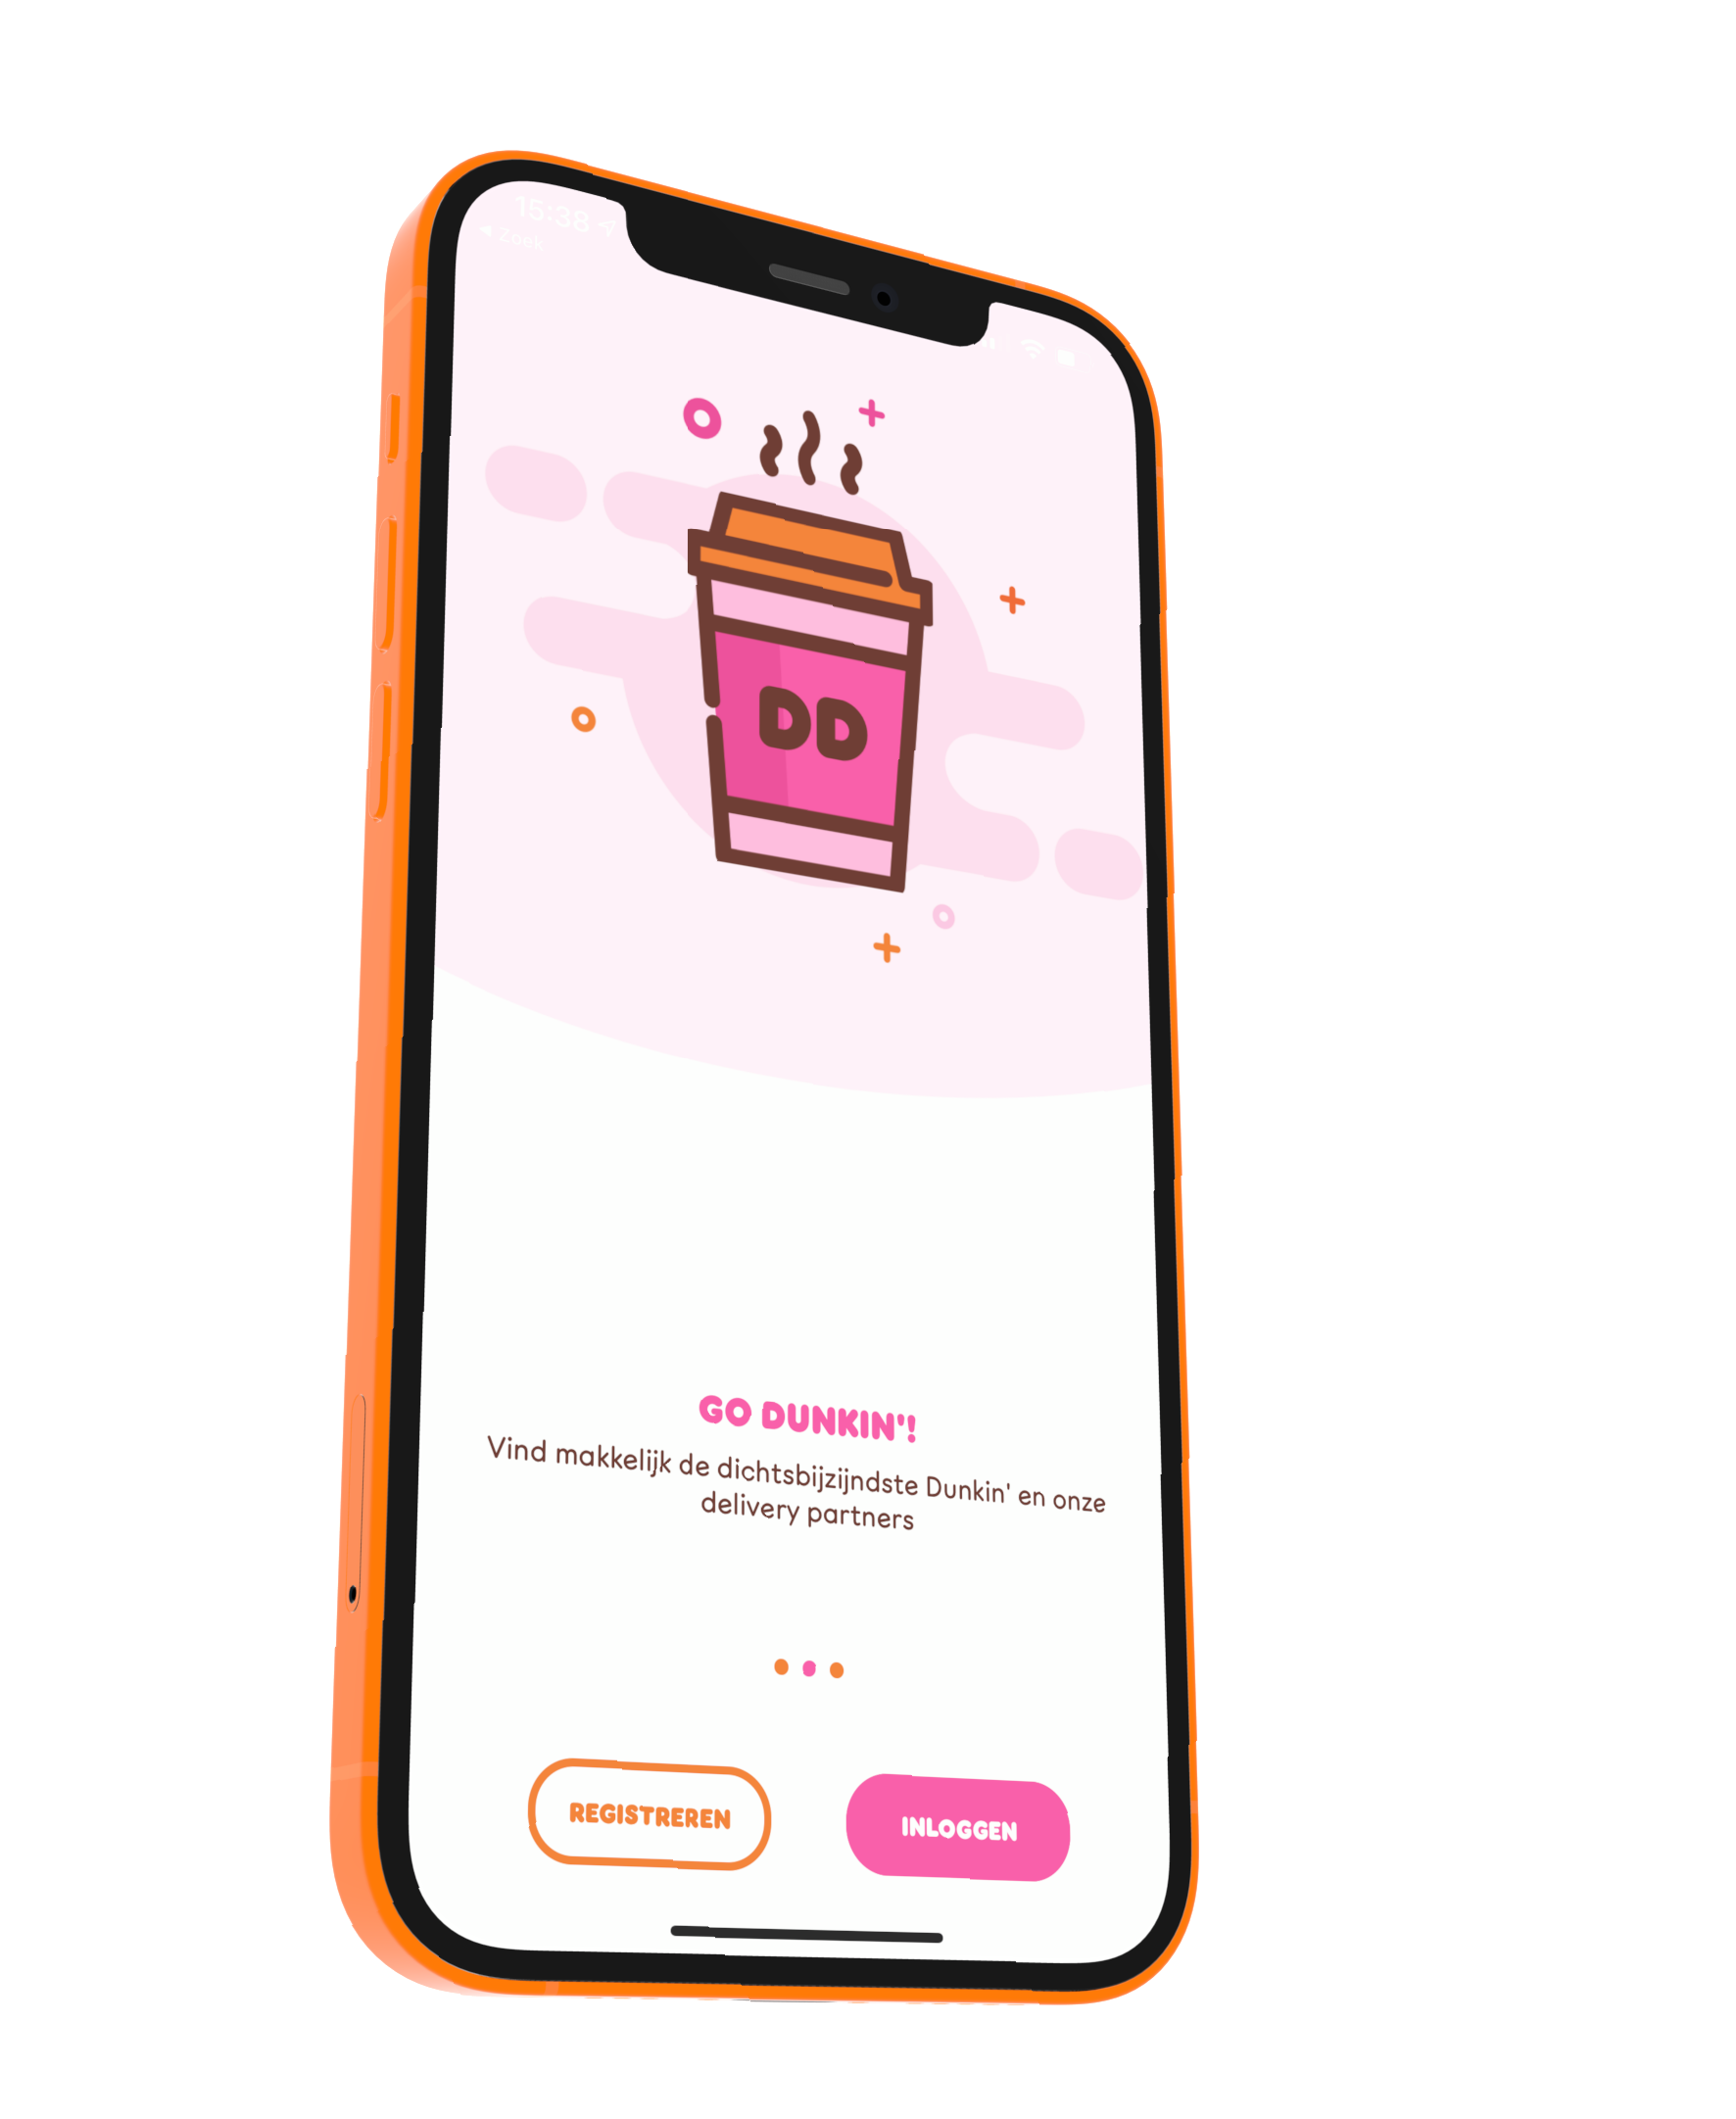 15:38
Zoek
DD
GO DUNKIN'!
Vind makkelijk de dichtsbijzijndste Dunkin' en onze
delivery partners
REGISTREREN
INLOGGEN